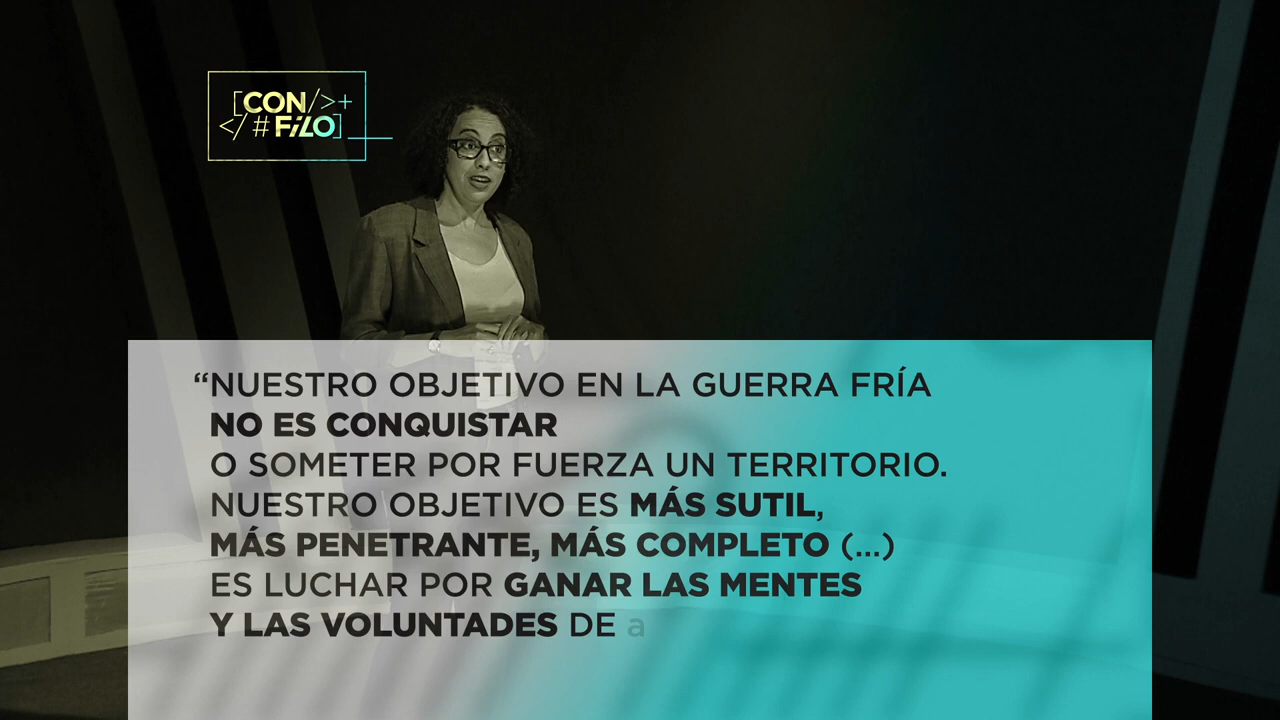 [CON/>+
</#FiLO]
“NUESTRO OBJETIVO EN LA GUERRA FRÍA
NO ES CONQUISTAR
O SOMETER POR FUERZA UN TERRITORIO.
NUESTRO OBJETIVO ES MÁS SUTIL,
MÁS PENETRANTE, MÁS COMPLETO (...)
ES LUCHAR POR GANAR LAS MENTES
Y LAS VOLUNTADES DE a